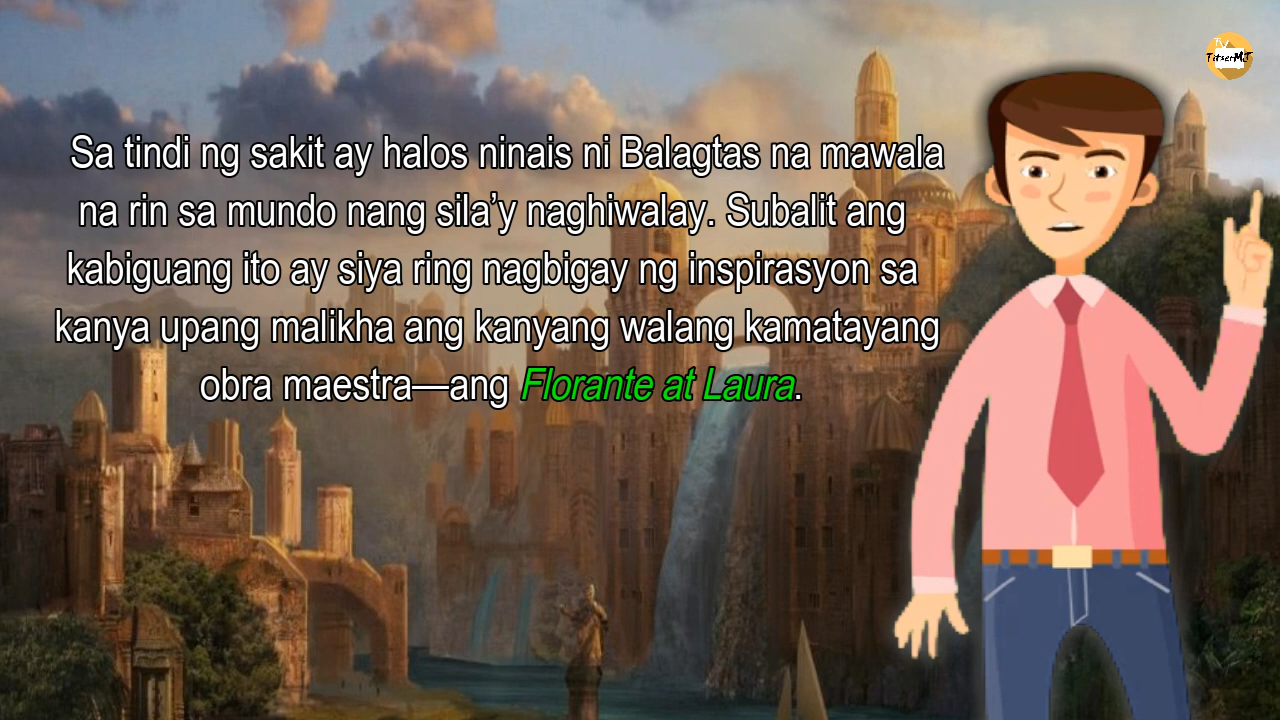 TV
TitserMJ
Sa tindi ng sakit ay halos ninais ni Balagtas na mawala
na rin sa mundo nang sila’y naghiwalay. Subalit ang
kabiguang ito ay siya ring nagbigay ng inspirasyon sa
kanya upang malikha ang kanyang walang kamatayang
obra maestra—ang Florante at Laura.